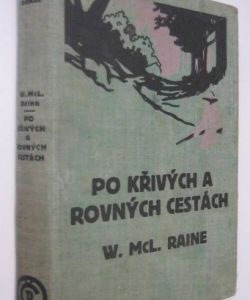 PO KŘIVÝCH A
ROVNÝCH CESTÁCH
W. McL. RAINE
W. McL.
RAINE
PO
KŘIVÝCH
A
ROVNÝCH
CESTÁCH